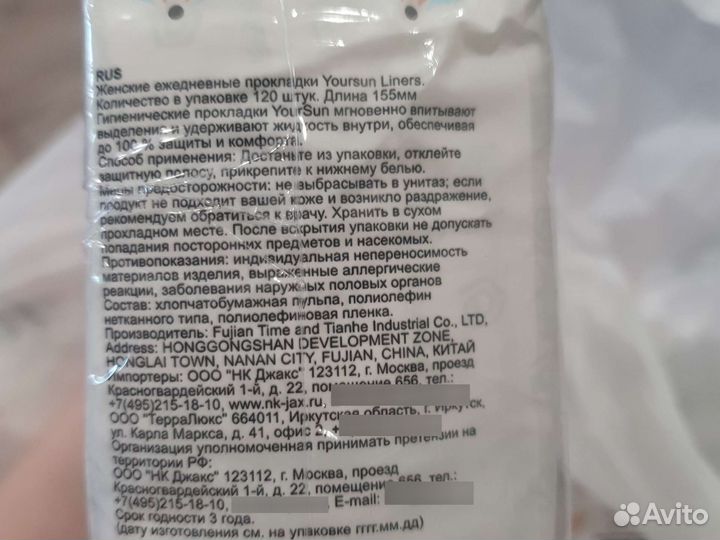 RUS
Женские ежедневные прокладки Yoursun Liners.
Количество в упаковке 120 штук. Длина 155мм
Гигиенические прокладки YourSun мгновенно впитывают
выделения и удерживают жидкость внутри, обеспечивая
до 100 % защиты и комфорта.
Способ применения: Достаньте из упаковки, отклейте
защитную полосу, прикрепите к нижнему белью.
Меры предосторожности: не выбрасывать в унитаз; если
продукт не подходит вашей коже и возникло раздражение,
рекомендуем обратиться к врачу. Хранить в сухом
прохладном месте. После вскрытия упаковки не допускать
попадания посторонних предметов и насекомых.
Противопоказания: индивидуальная непереносимость
материалов изделия, выраженные аллергические
реакции, заболевания наружных половых органов
Состав: хлопчатобумажная пульпа, полиолефин
нетканого типа, полиолефиновая пленка.
Производитель: Fujian Time and Tianhe Industrial Co., LTD,
Address: HONGGONGSHAN DEVELOPMENT ZONE,
HONGLAI TOWN, NANAN CITY, FUJIAN, CHINA, КИТАЙ
Импортеры: ООО "НК Джакс" 123112, г. Москва, проезд
Красногвардейский 1-й, д. 22, помещение 656, тел.:
+7(495)215-18-10, www.nk-jax.ru,
ООО "ТерраЛюкс" 664011, Иркутская область, г. Иркутск,
ул. Карла Маркса, д. 41, офис 2, +
Организация уполномоченная принимать претензии на
территории РФ:
ООО "НК Джакс" 123112, г. Москва, проезд
Красногвардейский 1-й, д. 22, помещение 656, тел.:
+7(495)215-18-10, E-mail:
Срок годности 3 года.
(дату изготовления см. на упаковке гггг.мм.дд)
Avito